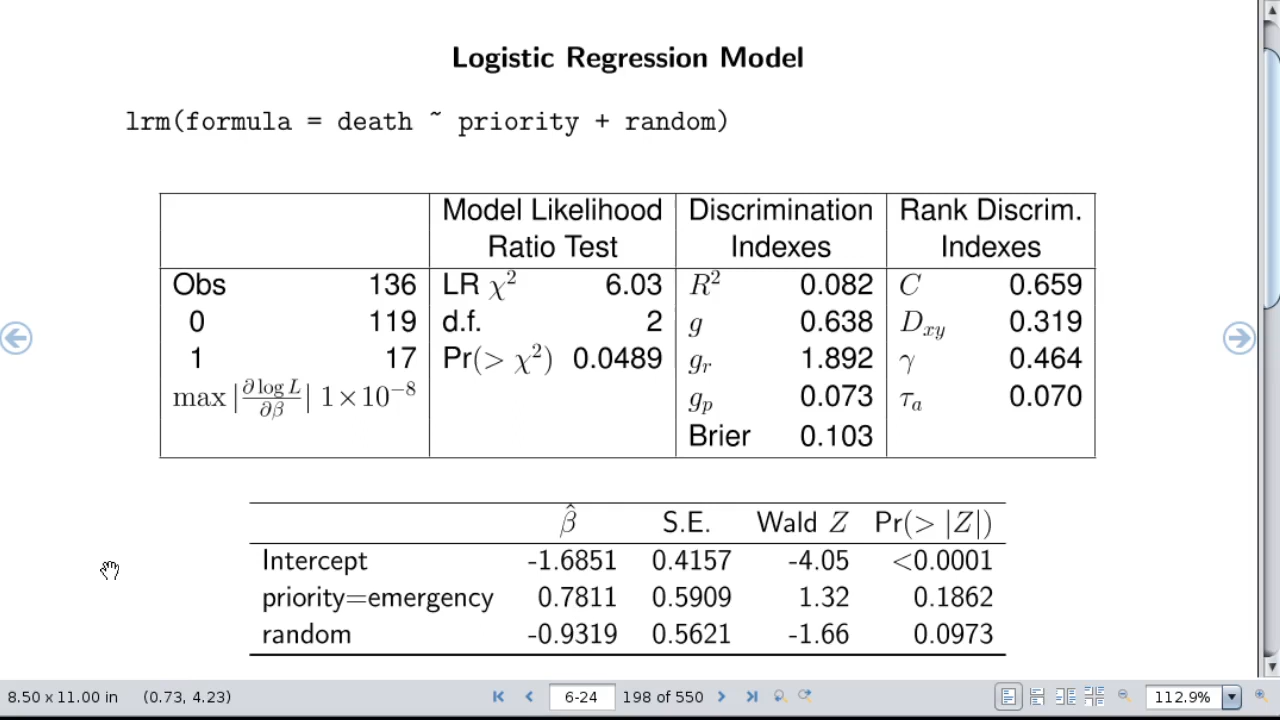 Logistic Regression Model
lrm(formula = death ~ priority + random)
Model Likelihood Discrimination Rank Discrim.
Ratio Test Indexes Indexes
Obs 136 LR χ² 6.03 R² 0.082 C 0.659
0 119 d.f. 2 g 0.638 D_xy 0.319
1 17 Pr(> χ²) 0.0489 g_r 1.892 γ 0.464
max |∂ log L/∂β| 1×10⁻⁸ g_p 0.073 τ_a 0.070
Brier 0.103
β̂ S.E. Wald Z Pr(> |Z|)
Intercept -1.6851 0.4157 -4.05 <0.0001
priority=emergency 0.7811 0.5909 1.32 0.1862
random -0.9319 0.5621 -1.66 0.0973
8.50 x 11.00 in (0.73, 4.23) 6-24 198 of 550 112.9%